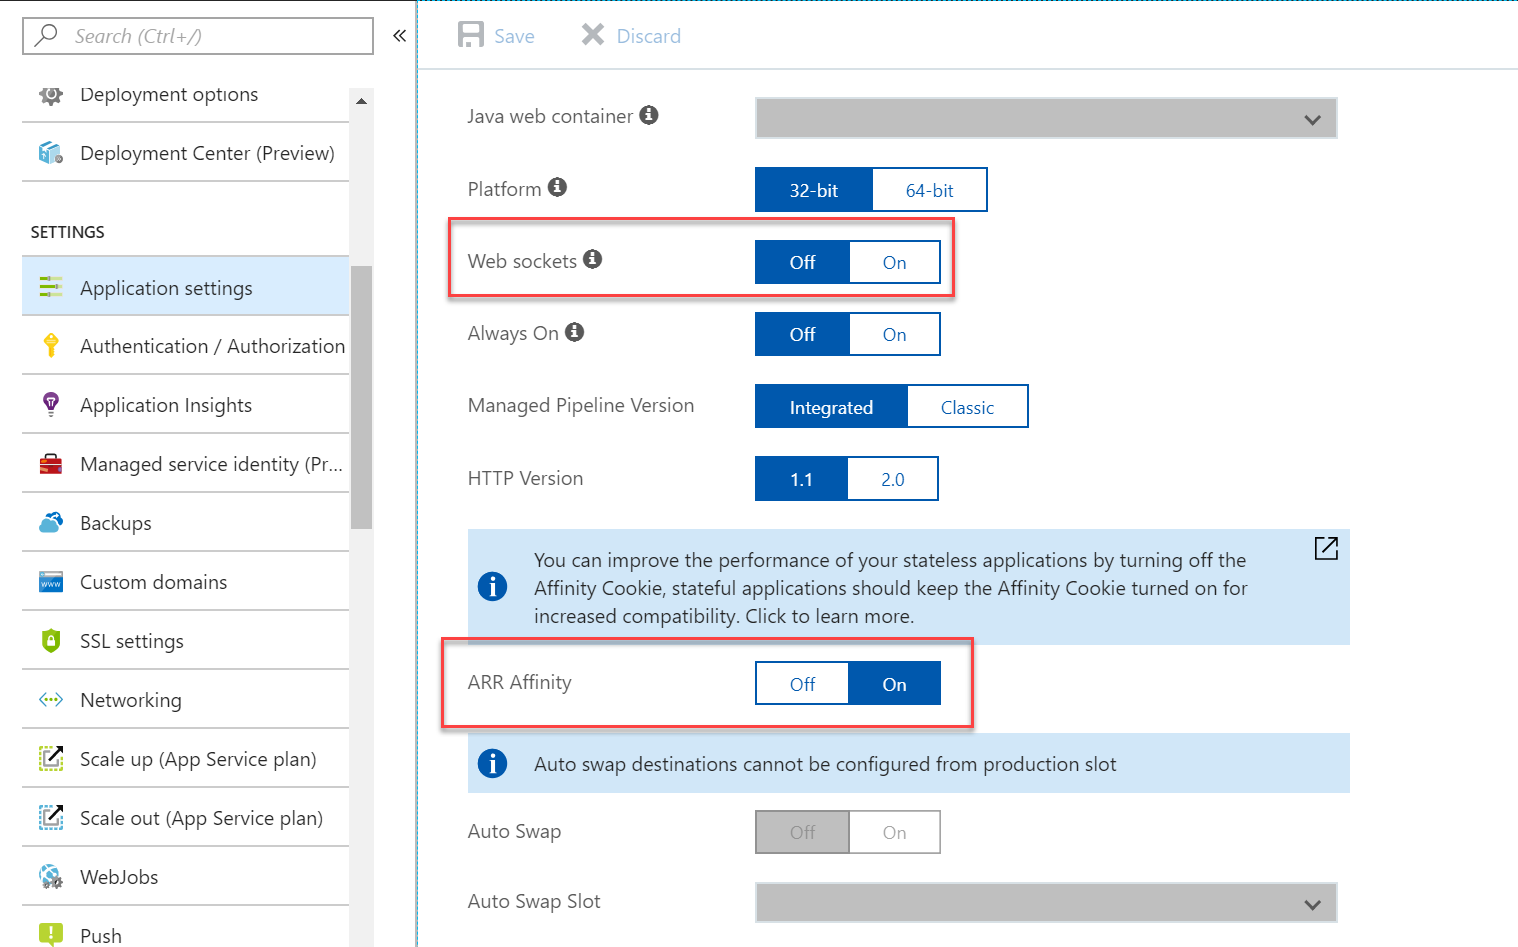 Search (Ctrl+/)
«
Deployment options
Deployment Center (Preview)
SETTINGS
Application settings
Authentication / Authorization
Application Insights
Managed service identity (Pr...
Backups
www
Custom domains
SSL settings
Networking
Scale up (App Service plan)
Scale out (App Service plan)
WebJobs
Push
Save Discard
Java web container
Platform 32-bit 64-bit
Web sockets Off On
Always On Off On
Managed Pipeline Version Integrated Classic
HTTP Version 1.1 2.0
You can improve the performance of your stateless applications by turning off the
Affinity Cookie, stateful applications should keep the Affinity Cookie turned on for
increased compatibility. Click to learn more.
ARR Affinity Off On
Auto swap destinations cannot be configured from production slot
Auto Swap Off On
Auto Swap Slot